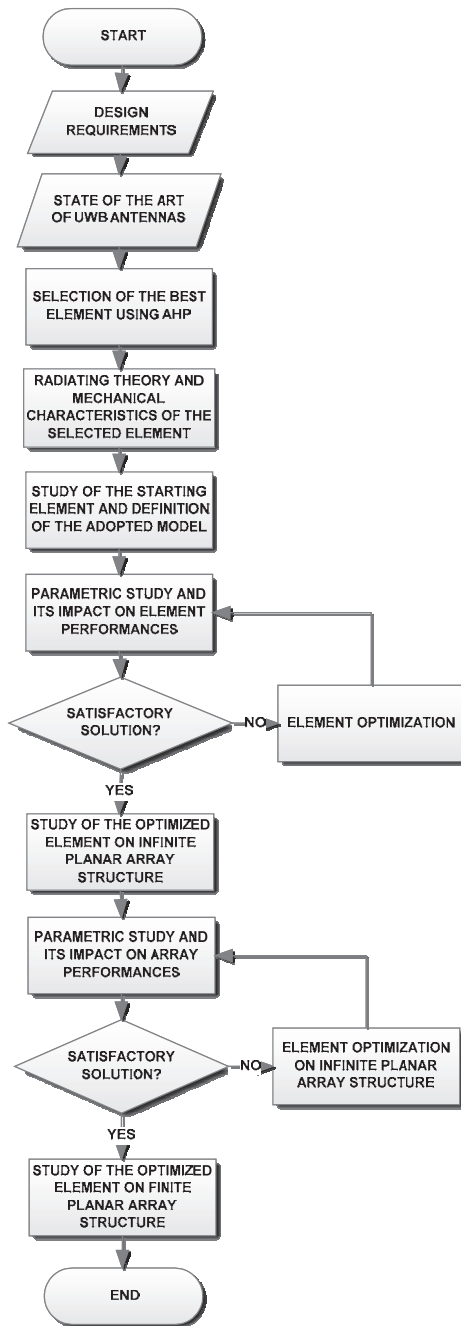 START
DESIGN
REQUIREMENTS
STATE OF THE ART
OF UWB ANTENNAS
SELECTION OF THE BEST
ELEMENT USING AHP
RADIATING THEORY AND
MECHANICAL
CHARACTERISTICS OF THE
SELECTED ELEMENT
STUDY OF THE STARTING
ELEMENT AND DEFINITION
OF THE ADOPTED MODEL
PARAMETRIC STUDY AND
ITS IMPACT ON ELEMENT
PERFORMANCES
SATISFACTORY
SOLUTION?
NO
ELEMENT OPTIMIZATION
YES
STUDY OF THE OPTIMIZED
ELEMENT ON INFINITE
PLANAR ARRAY
STRUCTURE
PARAMETRIC STUDY AND
ITS IMPACT ON ARRAY
PERFORMANCES
SATISFACTORY
SOLUTION?
NO
ELEMENT OPTIMIZATION
ON INFINITE PLANAR
ARRAY STRUCTURE
YES
STUDY OF THE OPTIMIZED
ELEMENT ON FINITE
PLANAR ARRAY
STRUCTURE
END